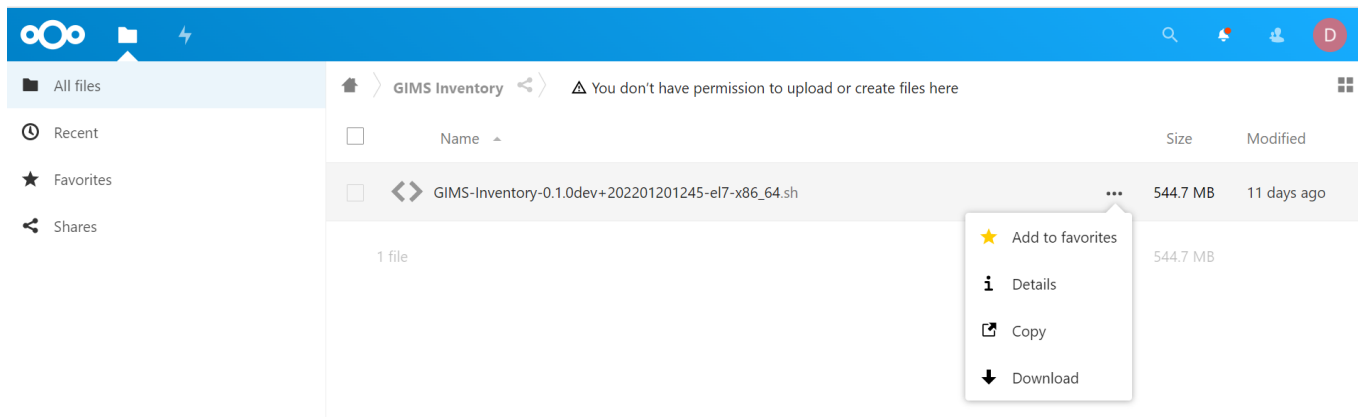 D
All files
GIMS Inventory
You don't have permission to upload or create files here
Recent
Name
Size
Modified
Favorites
GIMS-Inventory-0.1.0dev+202201201245-el7-x86_64.sh
544.7 MB
11 days ago
Shares
Add to favorites
1 file
544.7 MB
Details
Copy
Download